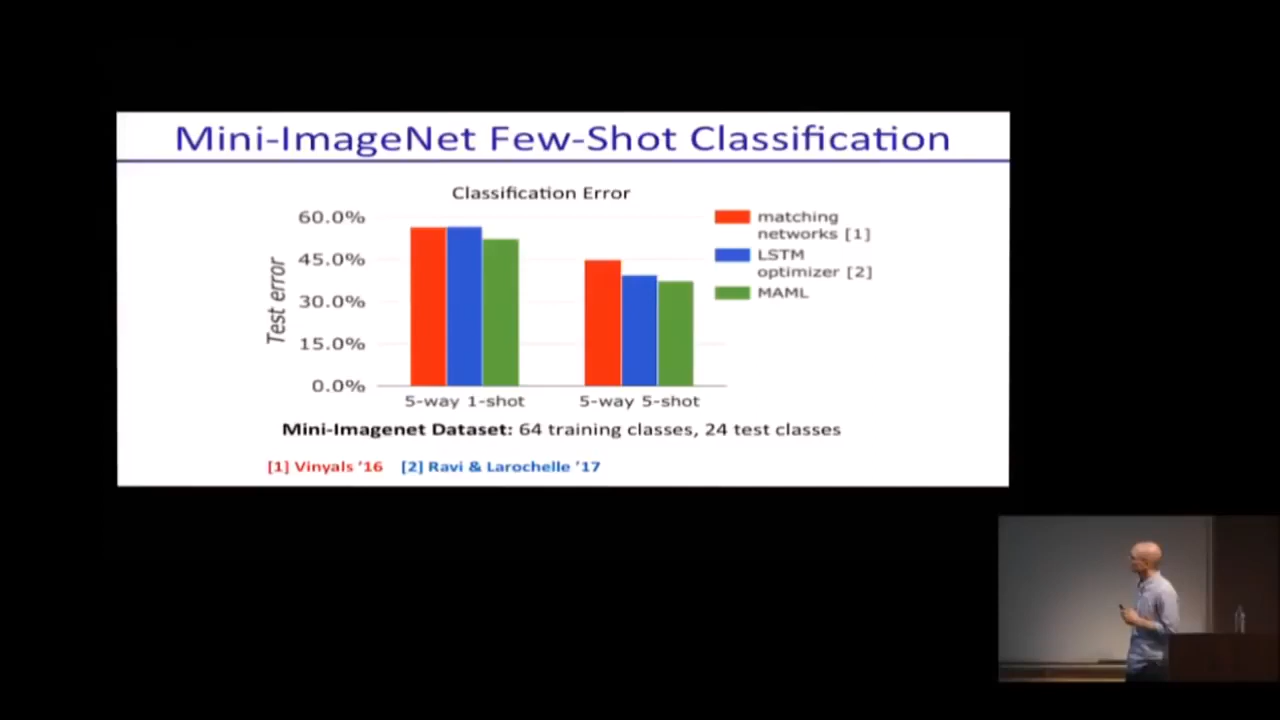 Mini-ImageNet Few-Shot Classification
Classification Error
60.0%
45.0%
30.0%
15.0%
0.0%
Test error
5-way 1-shot
5-way 5-shot
matching
networks [1]
LSTM
optimizer [2]
MAML
Mini-Imagenet Dataset: 64 training classes, 24 test classes
[1] Vinyals '16 [2] Ravi & Larochelle '17